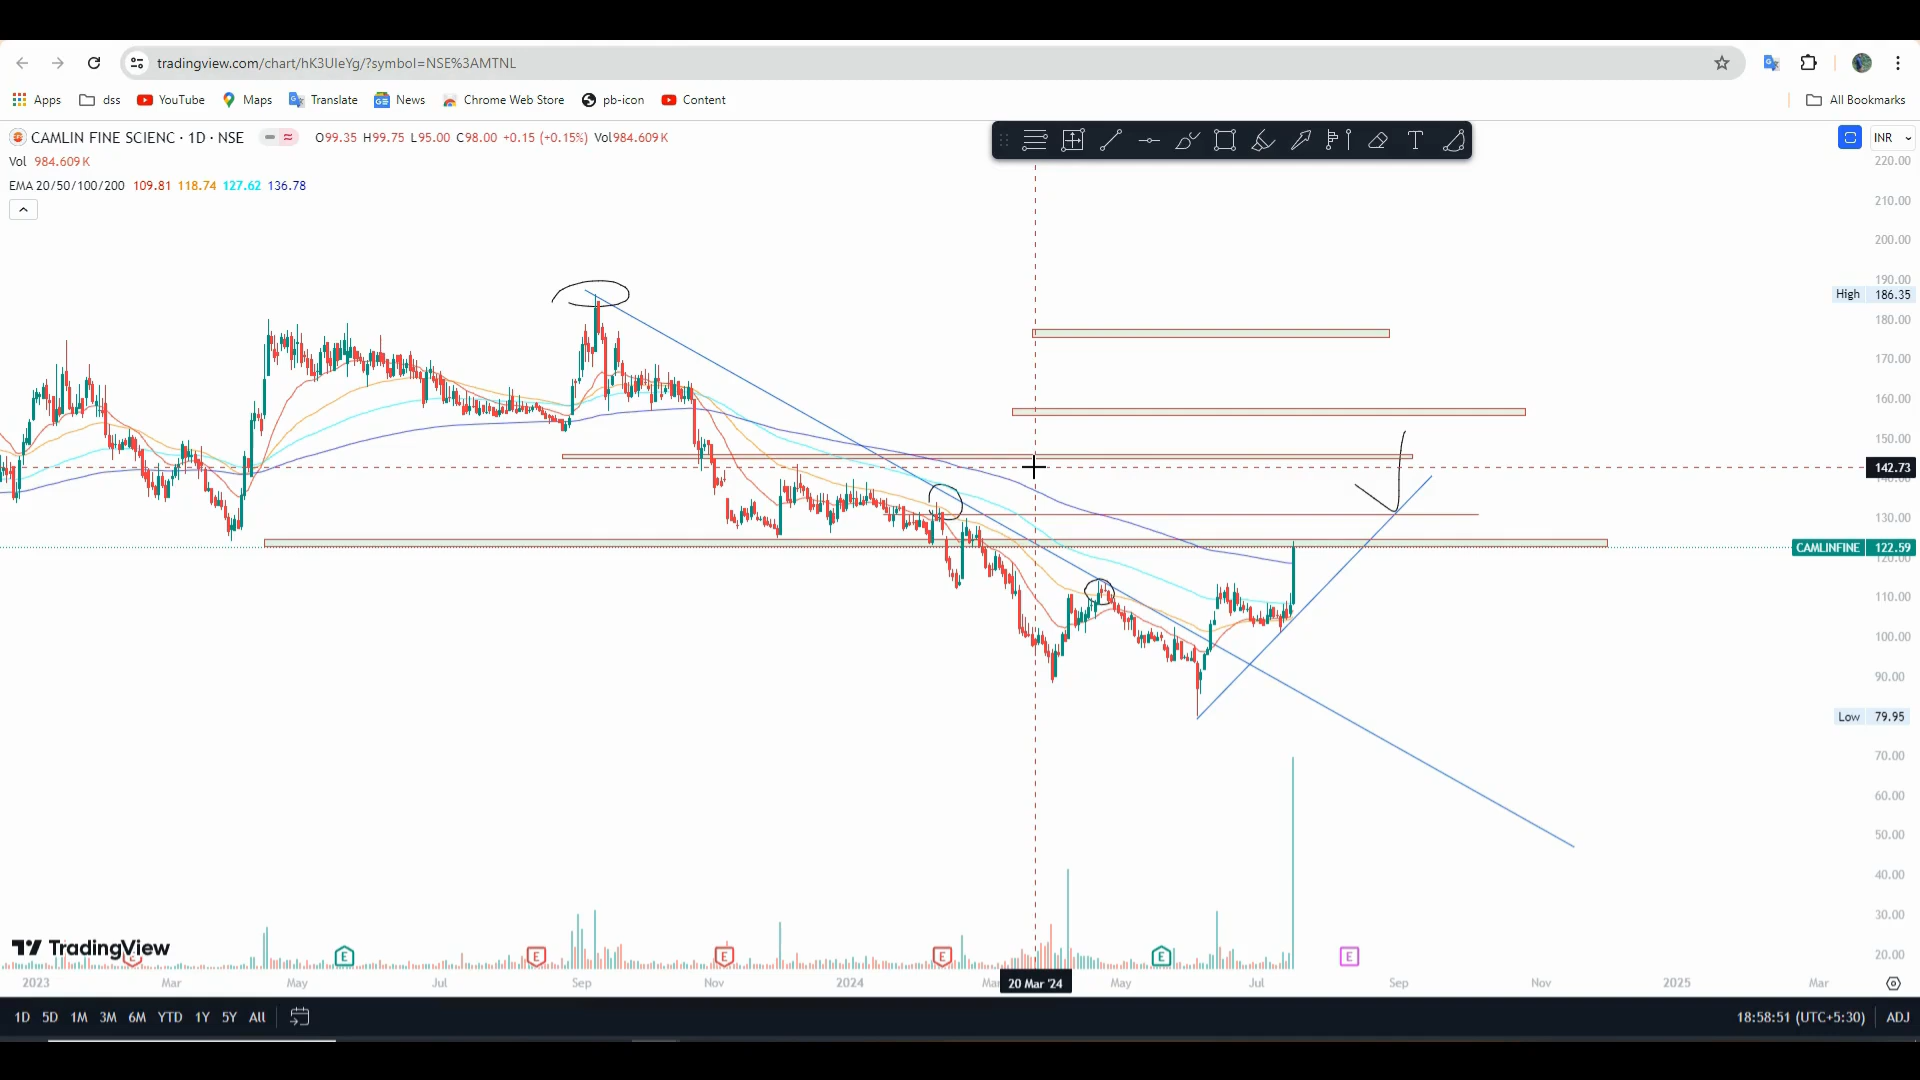 tradingview.com/chart/hK3UIeYg/?symbol=NSE%3AMTNL
Apps dss YouTube Maps Translate News Chrome Web Store pb-icon Content All Bookmarks
CAMLIN FINE SCIENC · 1D · NSE O99.35 H99.75 L95.00 C98.00 +0.15 (+0.15%) Vol984.609K
INR
Vol 984.609K
EMA 20/50/100/200 109.81 118.74 127.62 136.78
220.00
210.00
200.00
190.00
High 186.35
180.00
170.00
160.00
150.00
142.73
140.00
130.00
CAMLINFINE 122.59
120.00
110.00
100.00
90.00
Low 79.95
70.00
60.00
50.00
40.00
30.00
20.00
TradingView
E E E E E E E
2023 Mar May Jul Sep Nov 2024 Mar 20 Mar '24 May Jul Sep Nov 2025 Mar
1D 5D 1M 3M 6M YTD 1Y 5Y All
18:58:51 (UTC+5:30) ADJ